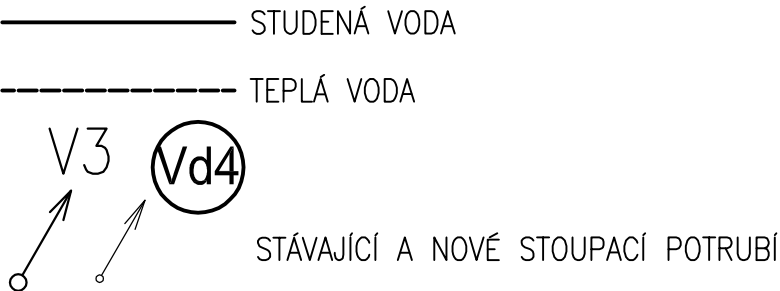 STUDENÁ VODA
TEPLÁ VODA
V3 Vd4
STÁVAJÍCÍ A NOVÉ STOUPACÍ POTRUBÍ